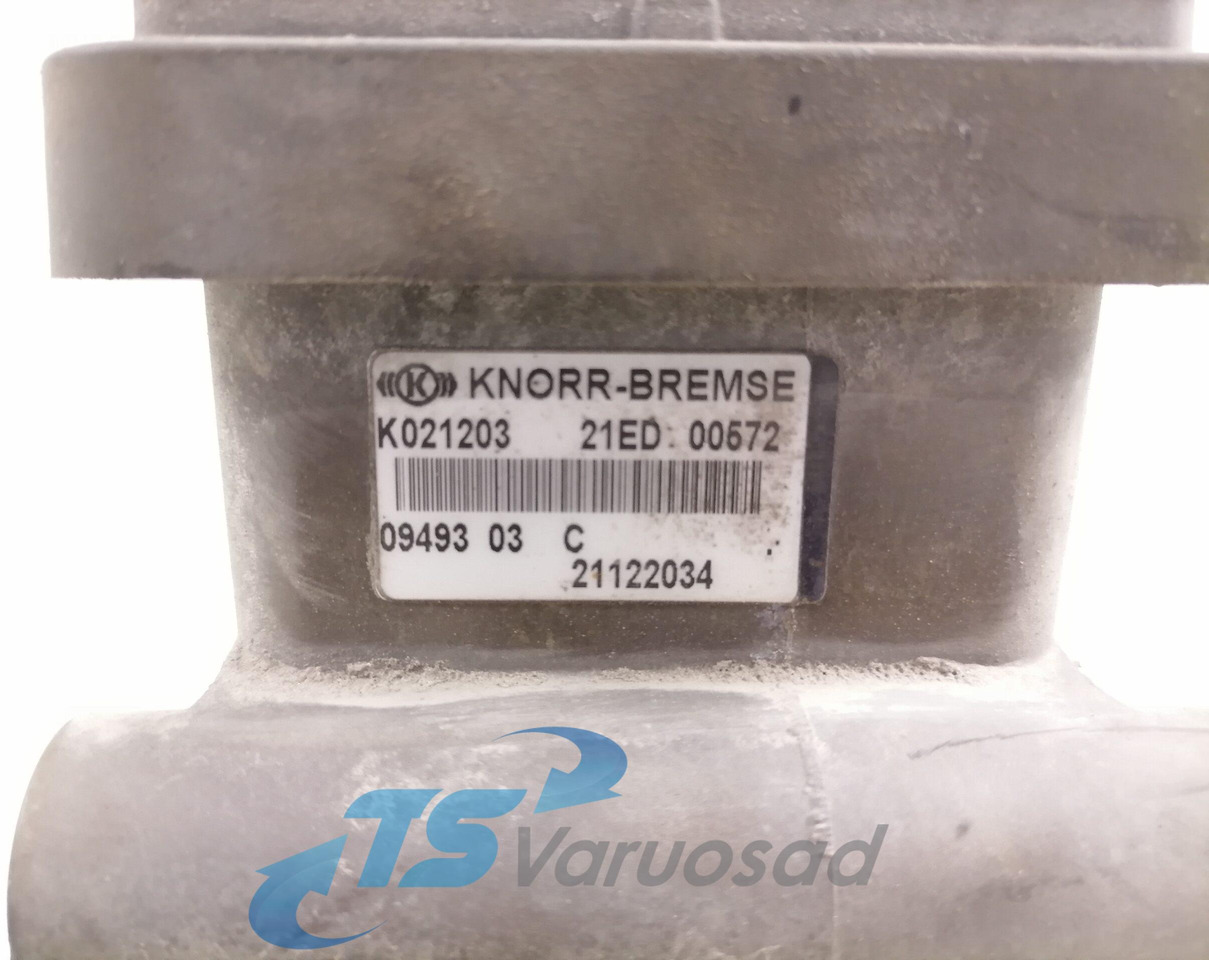 K KNORR-BREMSE
K021203 21ED 00572
09493 03 C
21122034
TS Varuosad